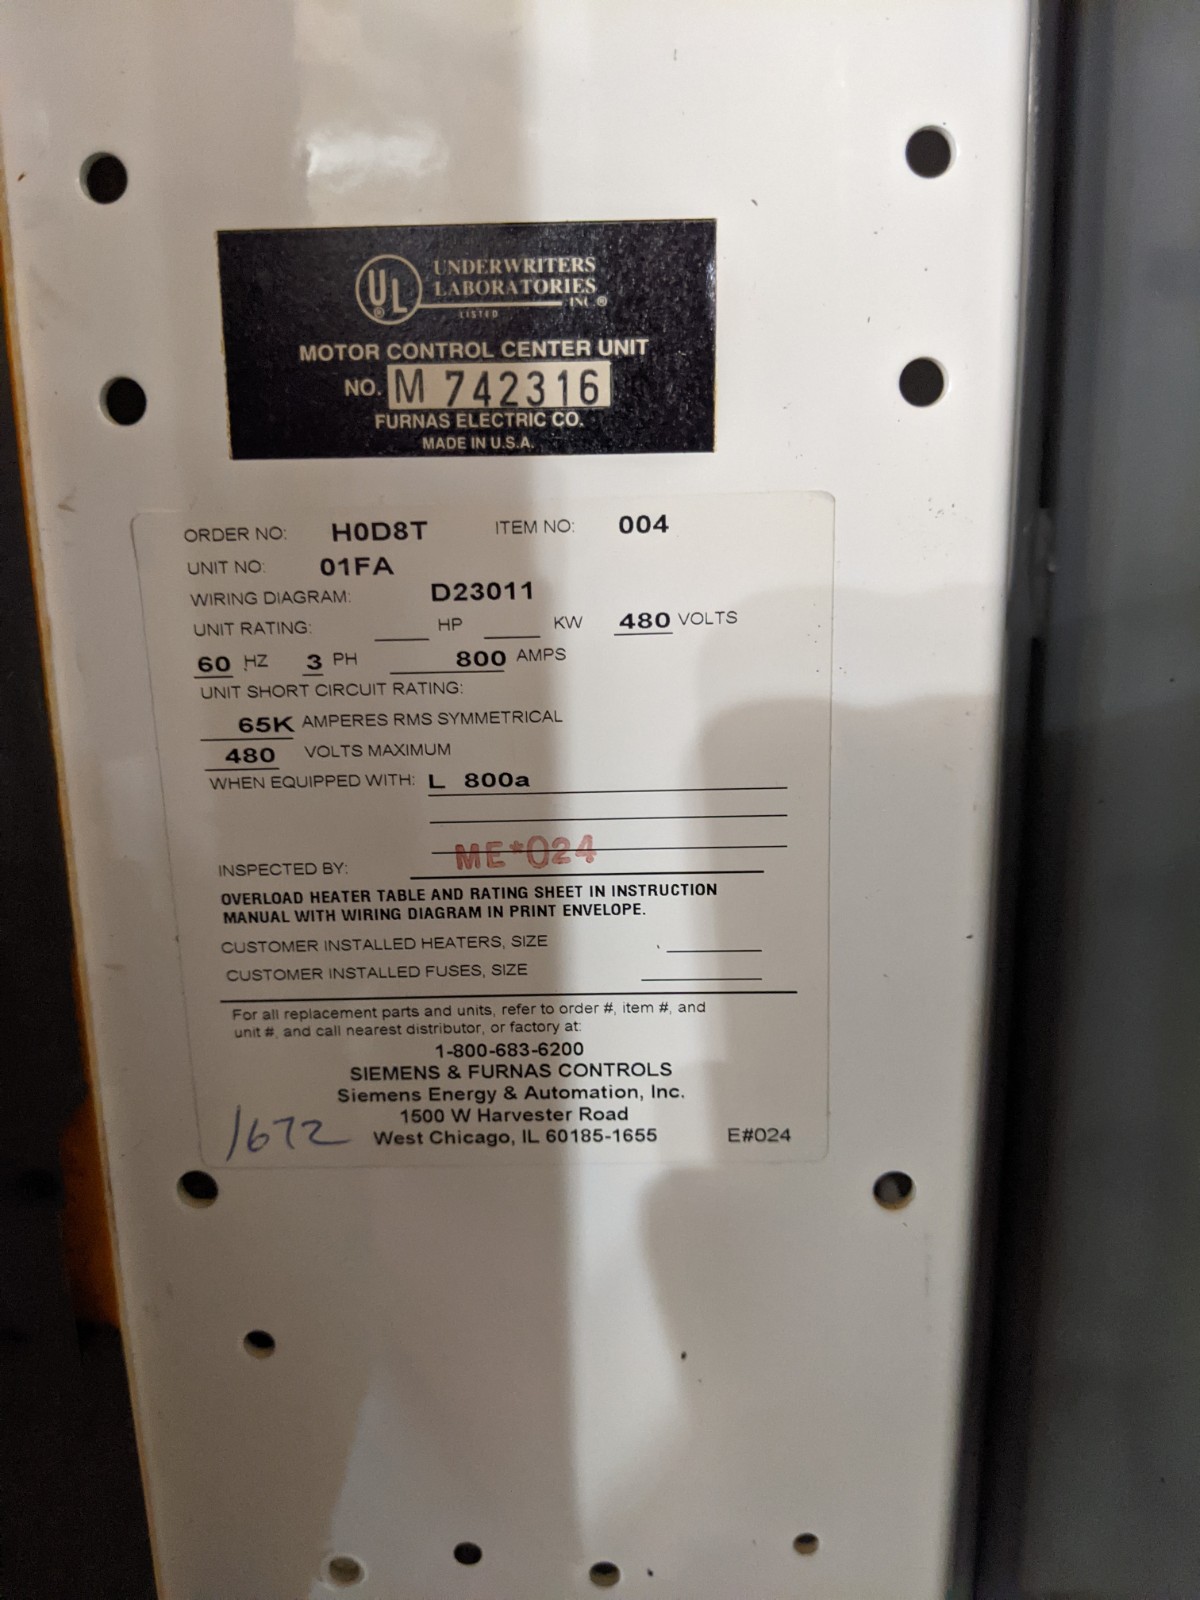 UL
®
UNDERWRITERS
LABORATORIES
INC.®
LISTED
MOTOR CONTROL CENTER UNIT
NO. M 742316
FURNAS ELECTRIC CO.
MADE IN U.S.A.
ORDER NO: H0D8T ITEM NO: 004
UNIT NO: 01FA
WIRING DIAGRAM: D23011
UNIT RATING: ____ HP ____ KW 480 VOLTS
60 HZ 3 PH 800 AMPS
UNIT SHORT CIRCUIT RATING:
65K AMPERES RMS SYMMETRICAL
480 VOLTS MAXIMUM
WHEN EQUIPPED WITH: L 800a
INSPECTED BY: ME*024
OVERLOAD HEATER TABLE AND RATING SHEET IN INSTRUCTION
MANUAL WITH WIRING DIAGRAM IN PRINT ENVELOPE.
CUSTOMER INSTALLED HEATERS, SIZE
CUSTOMER INSTALLED FUSES, SIZE
For all replacement parts and units, refer to order #, item #, and
unit #, and call nearest distributor, or factory at:
1-800-683-6200
SIEMENS & FURNAS CONTROLS
Siemens Energy & Automation, Inc.
1500 W Harvester Road
1672 West Chicago, IL 60185-1655 E#024